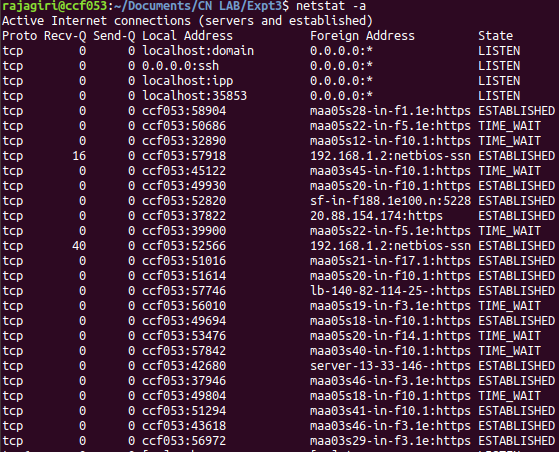 rajagiri@ccf053:~/Documents/CN LAB/Expt3$ netstat -a
Active Internet connections (servers and established)
Proto Recv-Q Send-Q Local Address Foreign Address State
tcp 0 0 localhost:domain 0.0.0.0:* LISTEN
tcp 0 0 0.0.0.0:ssh 0.0.0.0:* LISTEN
tcp 0 0 localhost:ipp 0.0.0.0:* LISTEN
tcp 0 0 localhost:35853 0.0.0.0:* LISTEN
tcp 0 0 ccf053:58904 maa05s28-in-f1.1e:https ESTABLISHED
tcp 0 0 ccf053:50686 maa05s22-in-f5.1e:https TIME_WAIT
tcp 0 0 ccf053:32890 maa05s12-in-f10.1:https TIME_WAIT
tcp 16 0 ccf053:57918 192.168.1.2:netbios-ssn ESTABLISHED
tcp 0 0 ccf053:45122 maa03s45-in-f10.1:https TIME_WAIT
tcp 0 0 ccf053:49930 maa05s20-in-f10.1:https ESTABLISHED
tcp 0 0 ccf053:52820 sf-in-f188.1e100.n:5228 ESTABLISHED
tcp 0 0 ccf053:37822 20.88.154.174:https ESTABLISHED
tcp 0 0 ccf053:39900 maa05s22-in-f5.1e:https TIME_WAIT
tcp 40 0 ccf053:52566 192.168.1.2:netbios-ssn ESTABLISHED
tcp 0 0 ccf053:51016 maa05s21-in-f17.1:https ESTABLISHED
tcp 0 0 ccf053:51614 maa05s20-in-f10.1:https ESTABLISHED
tcp 0 0 ccf053:57746 lb-140-82-114-25-:https ESTABLISHED
tcp 0 0 ccf053:56010 maa05s19-in-f3.1e:https TIME_WAIT
tcp 0 0 ccf053:49694 maa05s18-in-f10.1:https ESTABLISHED
tcp 0 0 ccf053:53476 maa05s20-in-f14.1:https TIME_WAIT
tcp 0 0 ccf053:57842 maa03s40-in-f10.1:https TIME_WAIT
tcp 0 0 ccf053:42680 server-13-33-146-:https ESTABLISHED
tcp 0 0 ccf053:37946 maa03s46-in-f3.1e:https ESTABLISHED
tcp 0 0 ccf053:49804 maa05s18-in-f10.1:https TIME_WAIT
tcp 0 0 ccf053:51294 maa03s41-in-f10.1:https ESTABLISHED
tcp 0 0 ccf053:43618 maa03s46-in-f3.1e:https ESTABLISHED
tcp 0 0 ccf053:56972 maa03s29-in-f3.1e:https ESTABLISHED